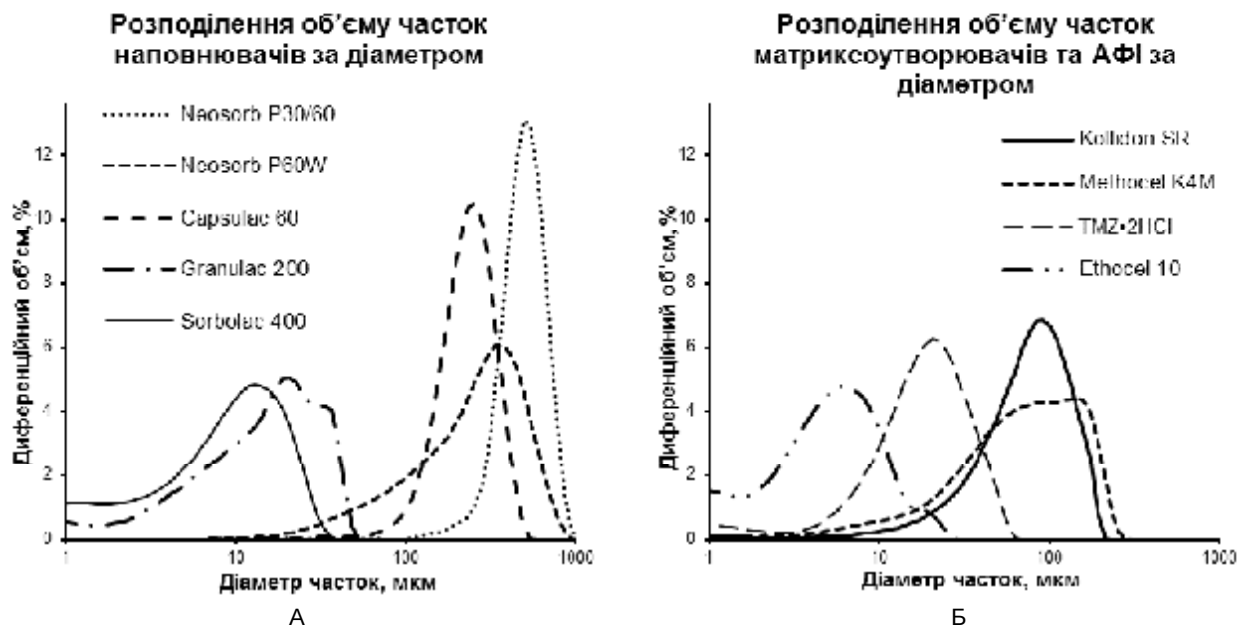 Розподілення об’єму часток
наповнювачів за діаметром
Neosorb P30/60
Neosorb P60W
Capsulac 60
Granulac 200
Sorbolac 400
Диференційний об’єм, %
12
10
8
6
4
2
0
1
10
100
1000
Діаметр часток, мкм
А
Розподілення об’єму часток
матриксоутворювачів та АФІ за
діаметром
Kollidon SR
Methocel K4M
TMZ•2HCl
Ethocel 10
Диференційний об’єм, %
12
10
8
6
4
2
0
1
10
100
1000
Діаметр часток, мкм
Б